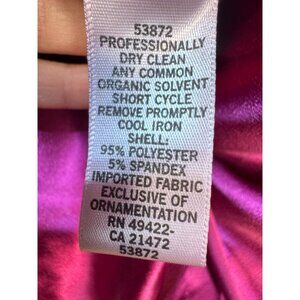 53872
PROFESSIONALLY
DRY CLEAN
ANY COMMON
ORGANIC SOLVENT
SHORT CYCLE
REMOVE PROMPTLY
COOL IRON
SHELL:
95% POLYESTER
5% SPANDEX
IMPORTED FABRIC
EXCLUSIVE OF
ORNAMENTATION
RN 49422-
CA 21472
53872